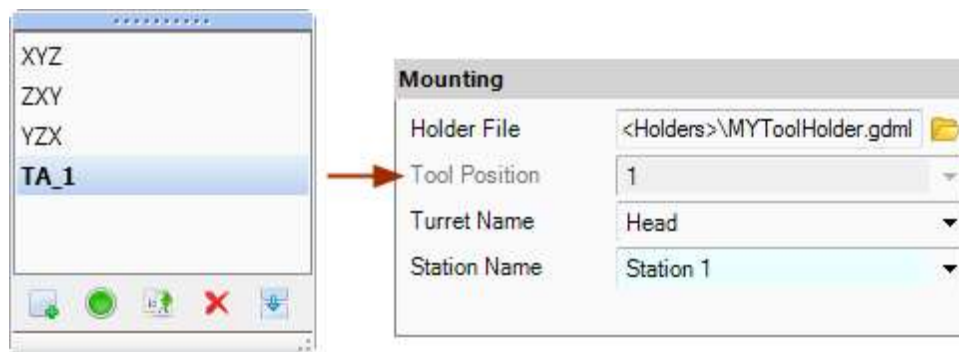 XYZ
ZXY
YZX
TA_1
Mounting
Holder File <Holders>\MYToolHolder.gdml
Tool Position 1
Turret Name Head
Station Name Station 1